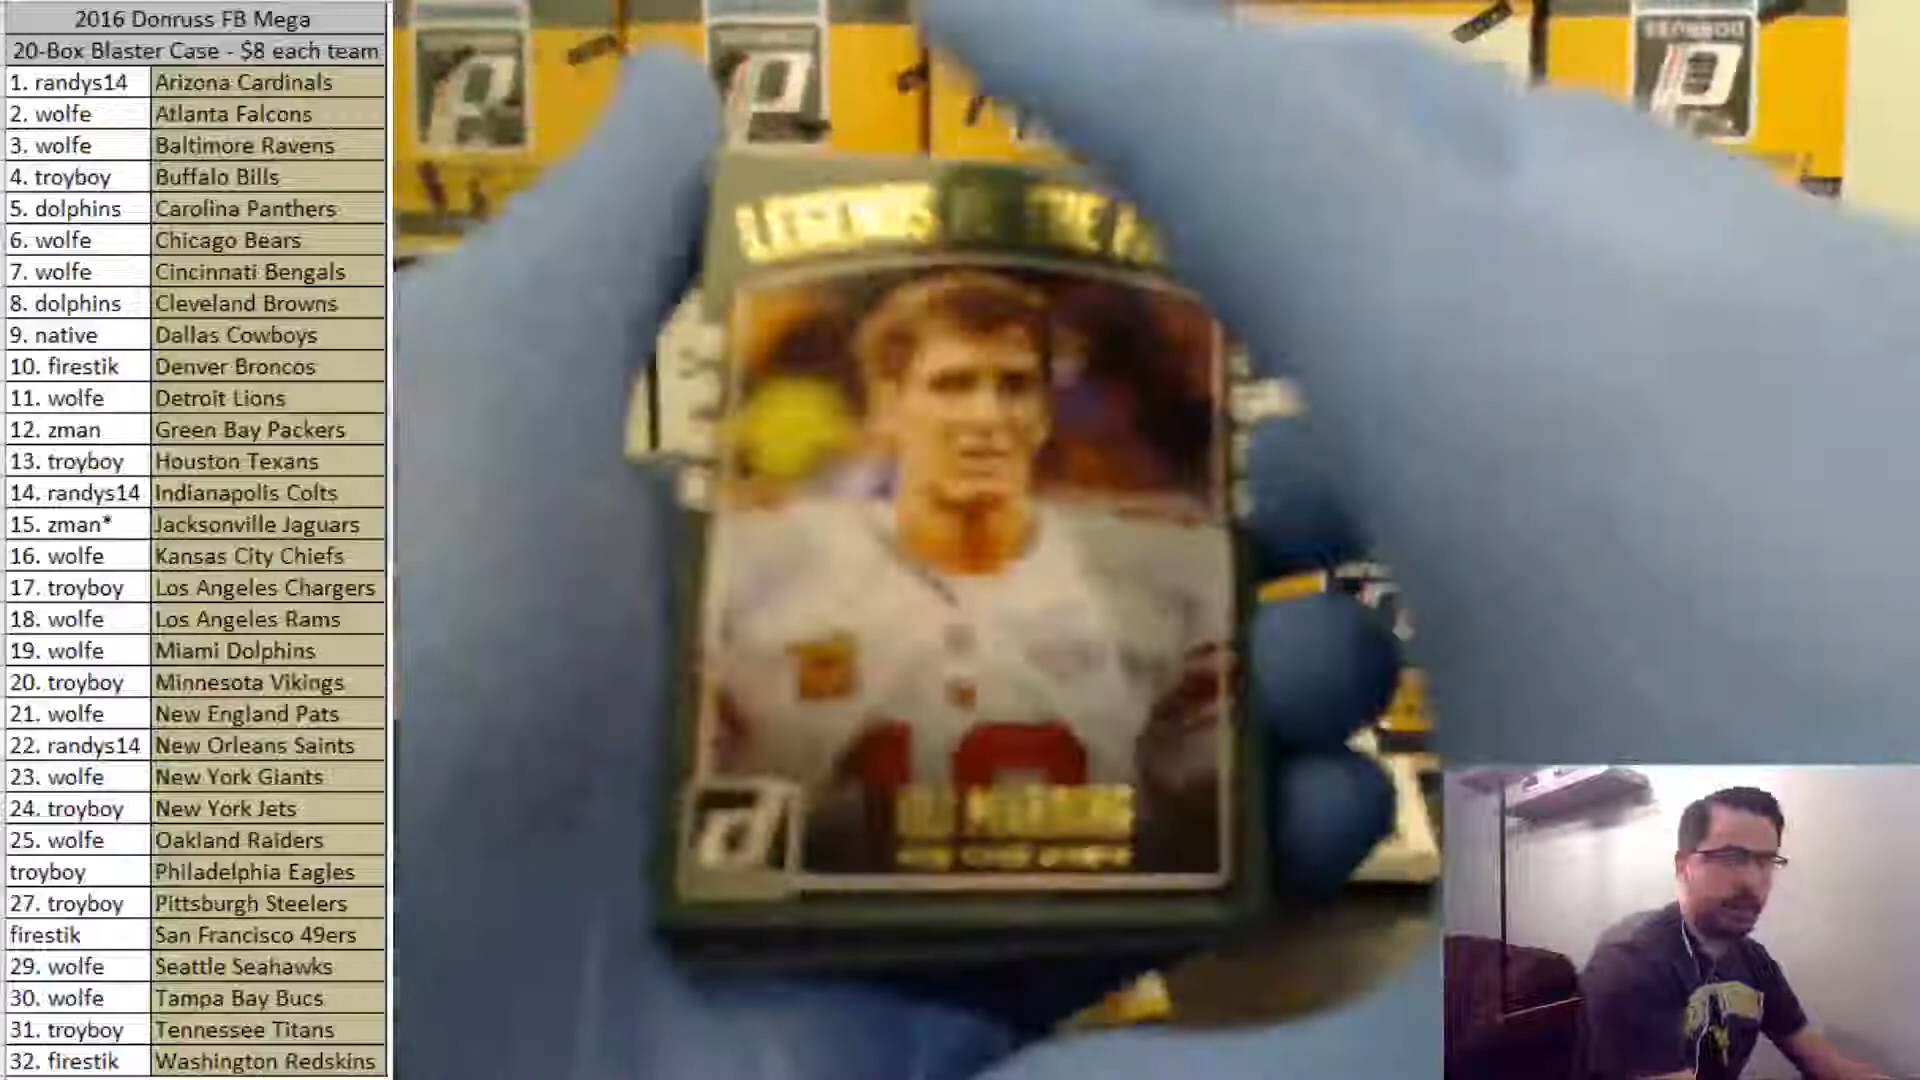 2016 Donruss FB Mega
20-Box Blaster Case - $8 each team
1. randys14 Arizona Cardinals
2. wolfe Atlanta Falcons
3. wolfe Baltimore Ravens
4. troyboy Buffalo Bills
5. dolphins Carolina Panthers
6. wolfe Chicago Bears
7. wolfe Cincinnati Bengals
8. dolphins Cleveland Browns
9. native Dallas Cowboys
10. firestik Denver Broncos
11. wolfe Detroit Lions
12. zman Green Bay Packers
13. troyboy Houston Texans
14. randys14 Indianapolis Colts
15. zman* Jacksonville Jaguars
16. wolfe Kansas City Chiefs
17. troyboy Los Angeles Chargers
18. wolfe Los Angeles Rams
19. wolfe Miami Dolphins
20. troyboy Minnesota Vikings
21. wolfe New England Pats
22. randys14 New Orleans Saints
23. wolfe New York Giants
24. troyboy New York Jets
25. wolfe Oakland Raiders
troyboy Philadelphia Eagles
27. troyboy Pittsburgh Steelers
firestik San Francisco 49ers
29. wolfe Seattle Seahawks
30. wolfe Tampa Bay Bucs
31. troyboy Tennessee Titans
32. firestik Washington Redskins
LEGENDS THE
DONRUSS